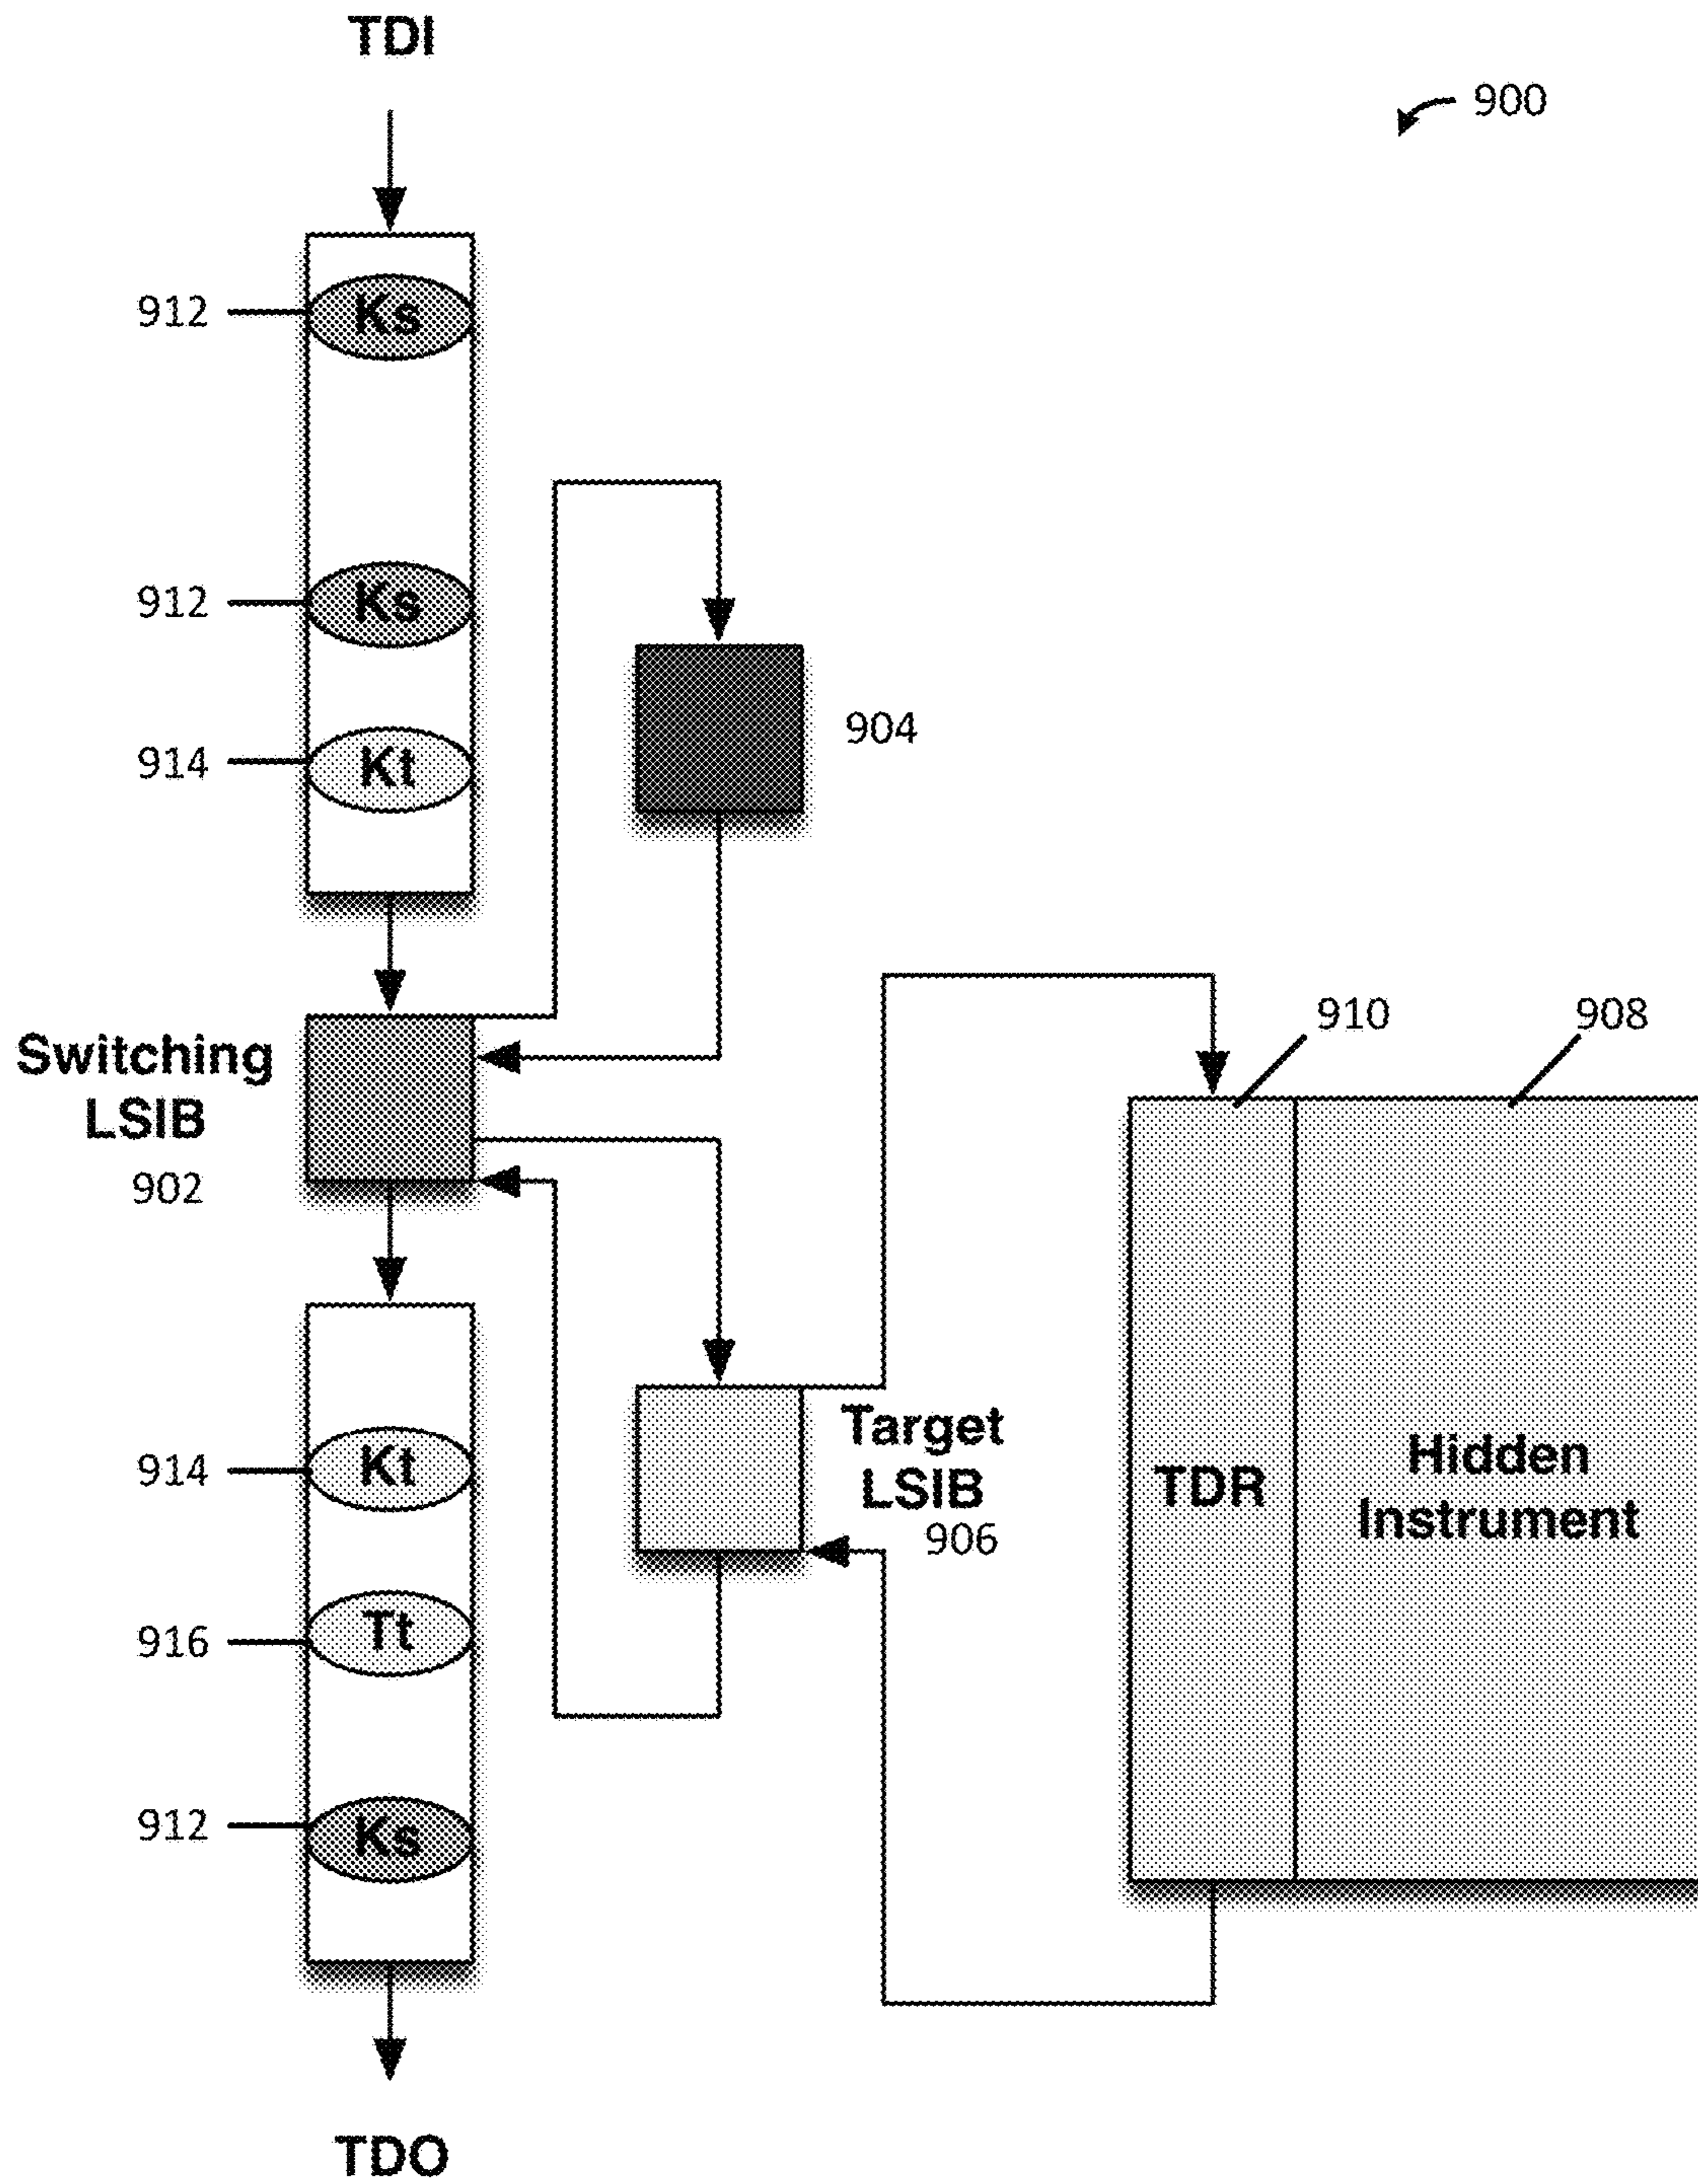 TDI
900
912
Ks
912
Ks
904
914
Kt
910
908
Switching
LSIB
902
Target
LSIB
906
TDR
Hidden
Instrument
914
Kt
916
Tt
912
Ks
TDO